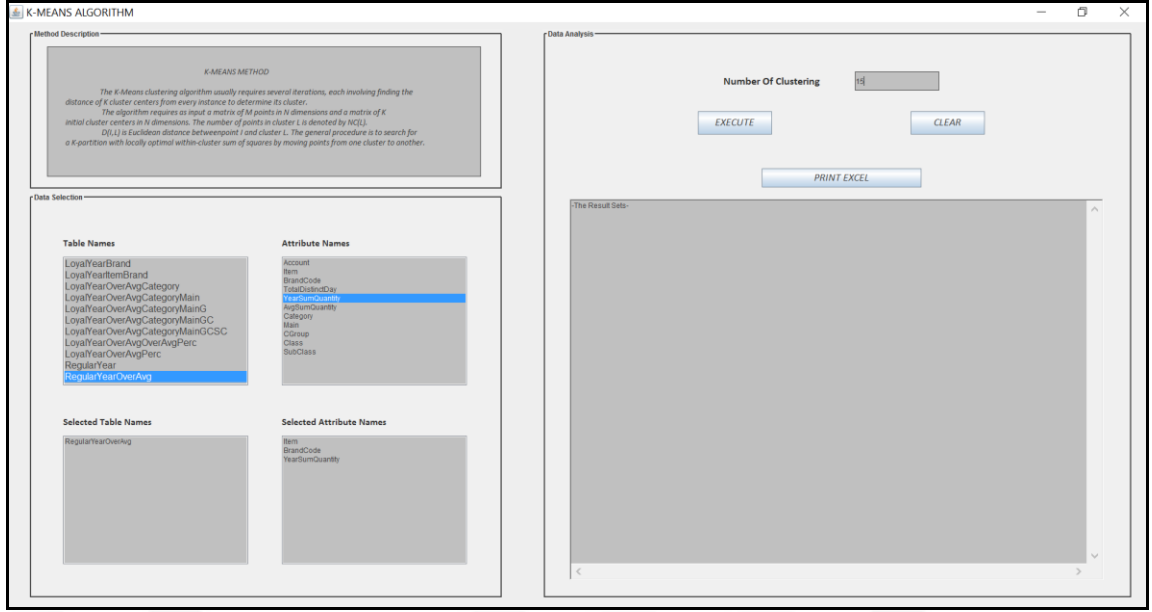 K-MEANS ALGORITHM
Method Description
K-MEANS METHOD
The K-Means clustering algorithm usually requires several iterations, each involving finding the
distance of K cluster centers from every instance to determine its cluster.
The algorithm requires as input a matrix of M points in N dimensions and a matrix of K
initial cluster centers in N dimensions. The number of points in cluster L is denoted by NC(L).
D(I,L) is Euclidean distance betweenpoint I and cluster L. The general procedure is to search for
a K-partition with locally optimal within-cluster sum of squares by moving points from one cluster to another.
Data Selection
Table Names
LoyalYearBrand
LoyalYearItemBrand
LoyalYearOverAvgCategory
LoyalYearOverAvgCategoryMain
LoyalYearOverAvgCategoryMainG
LoyalYearOverAvgCategoryMainGC
LoyalYearOverAvgCategoryMainGCSC
LoyalYearOverAvgOverAvgPerc
LoyalYearOverAvgPerc
RegularYear
RegularYearOverAvg
Attribute Names
Account
Item
BrandCode
TotalDistinctDay
YearSumQuantity
AvgSumQuantity
Category
Main
CGroup
Class
SubClass
Selected Table Names
RegularYearOverAvg
Selected Attribute Names
Item
BrandCode
YearSumQuantity
Data Analysis
Number Of Clustering
15
EXECUTE
CLEAR
PRINT EXCEL
-The Result Sets-